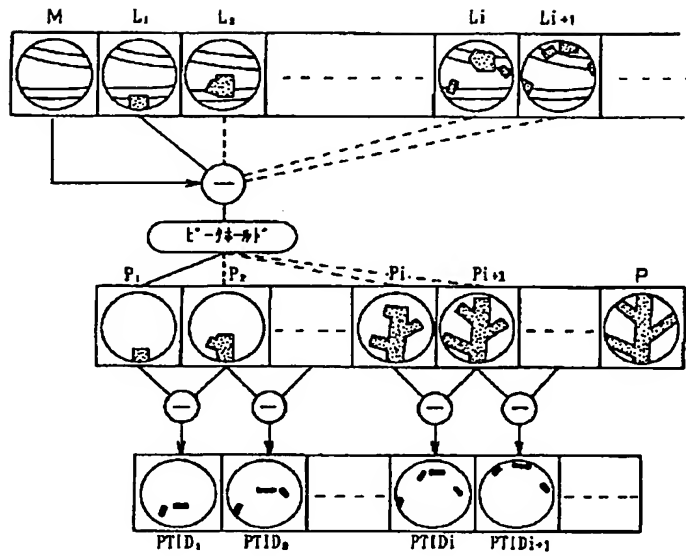 M L₁ L₂ Li Li+1
ピークホールド
P₁ P₂ Pi Pi+1 P
PTID₁ PTID₂ PTIDi PTIDi+1